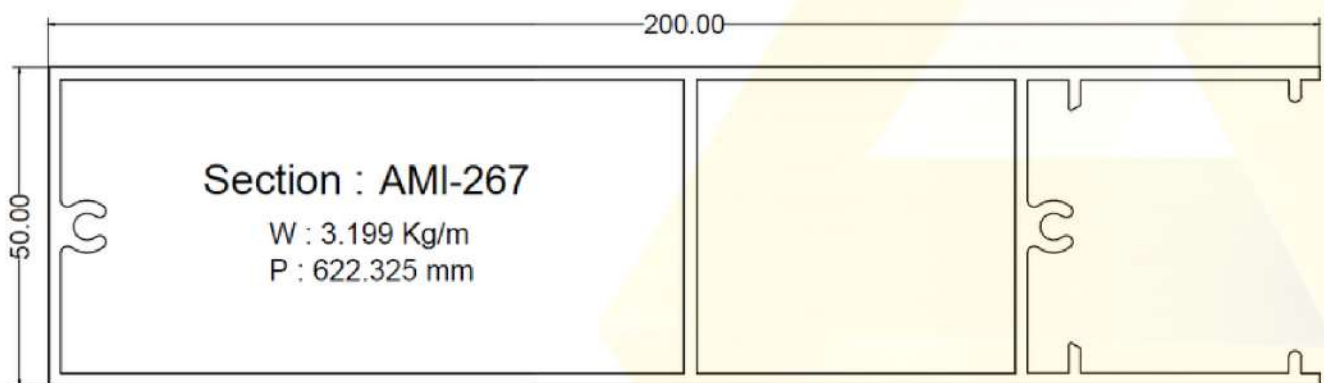 200.00
50.00
Section : AMI-267
W : 3.199 Kg/m
P : 622.325 mm